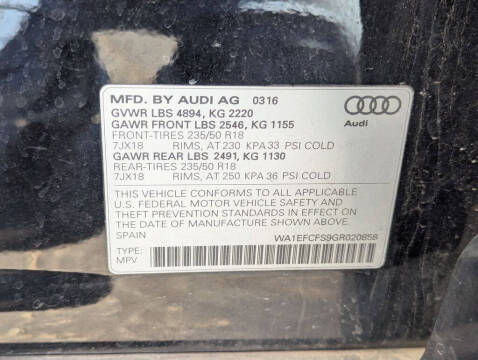 MFD. BY AUDI AG 0316
GVWR LBS 4894, KG 2220
GAWR FRONT LBS 2546, KG 1155
FRONT-TIRES 235/50 R18
7JX18 RIMS, AT 230 KPA 33 PSI COLD
GAWR REAR LBS 2491, KG 1130
REAR-TIRES 235/50 R18
7JX18 RIMS, AT 250 KPA 36 PSI COLD
Audi
THIS VEHICLE CONFORMS TO ALL APPLICABLE
U.S. FEDERAL MOTOR VEHICLE SAFETY AND
THEFT PREVENTION STANDARDS IN EFFECT ON
THE DATE OF MANUFACTURE SHOWN ABOVE.
SPAIN WA1EFCFS9GR020858
TYPE:
MPV